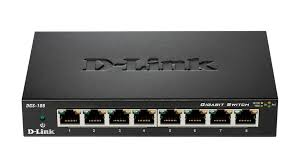 D-Link
DGS-108
GIGABIT SWITCH
D-Link
1 2 3 4 5 6 7 8